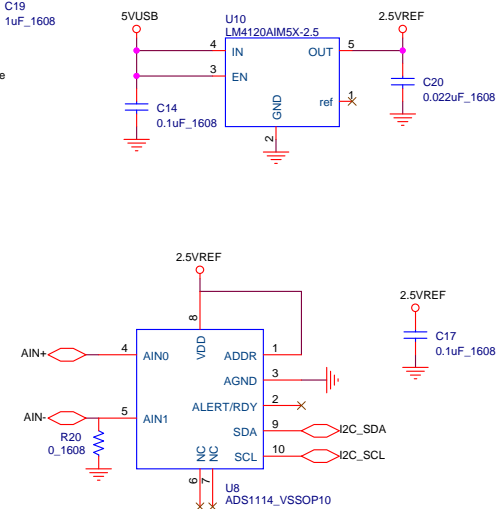 C19
1uF_1608
e
5VUSB
U10
LM4120AIM5X-2.5
2.5VREF
4
IN
OUT
5
3
EN
C14
0.1uF_1608
GND
2
ref
1
C20
0.022uF_1608
2.5VREF
8
VDD
2.5VREF
C17
0.1uF_1608
AIN+
4
AIN0
ADDR
1
AGND
3
ALERT/RDY
2
AIN-
5
AIN1
SDA
9
I2C_SDA
R20
0_1608
SCL
10
I2C_SCL
NC
NC
6
7
U8
ADS1114_VSSOP10